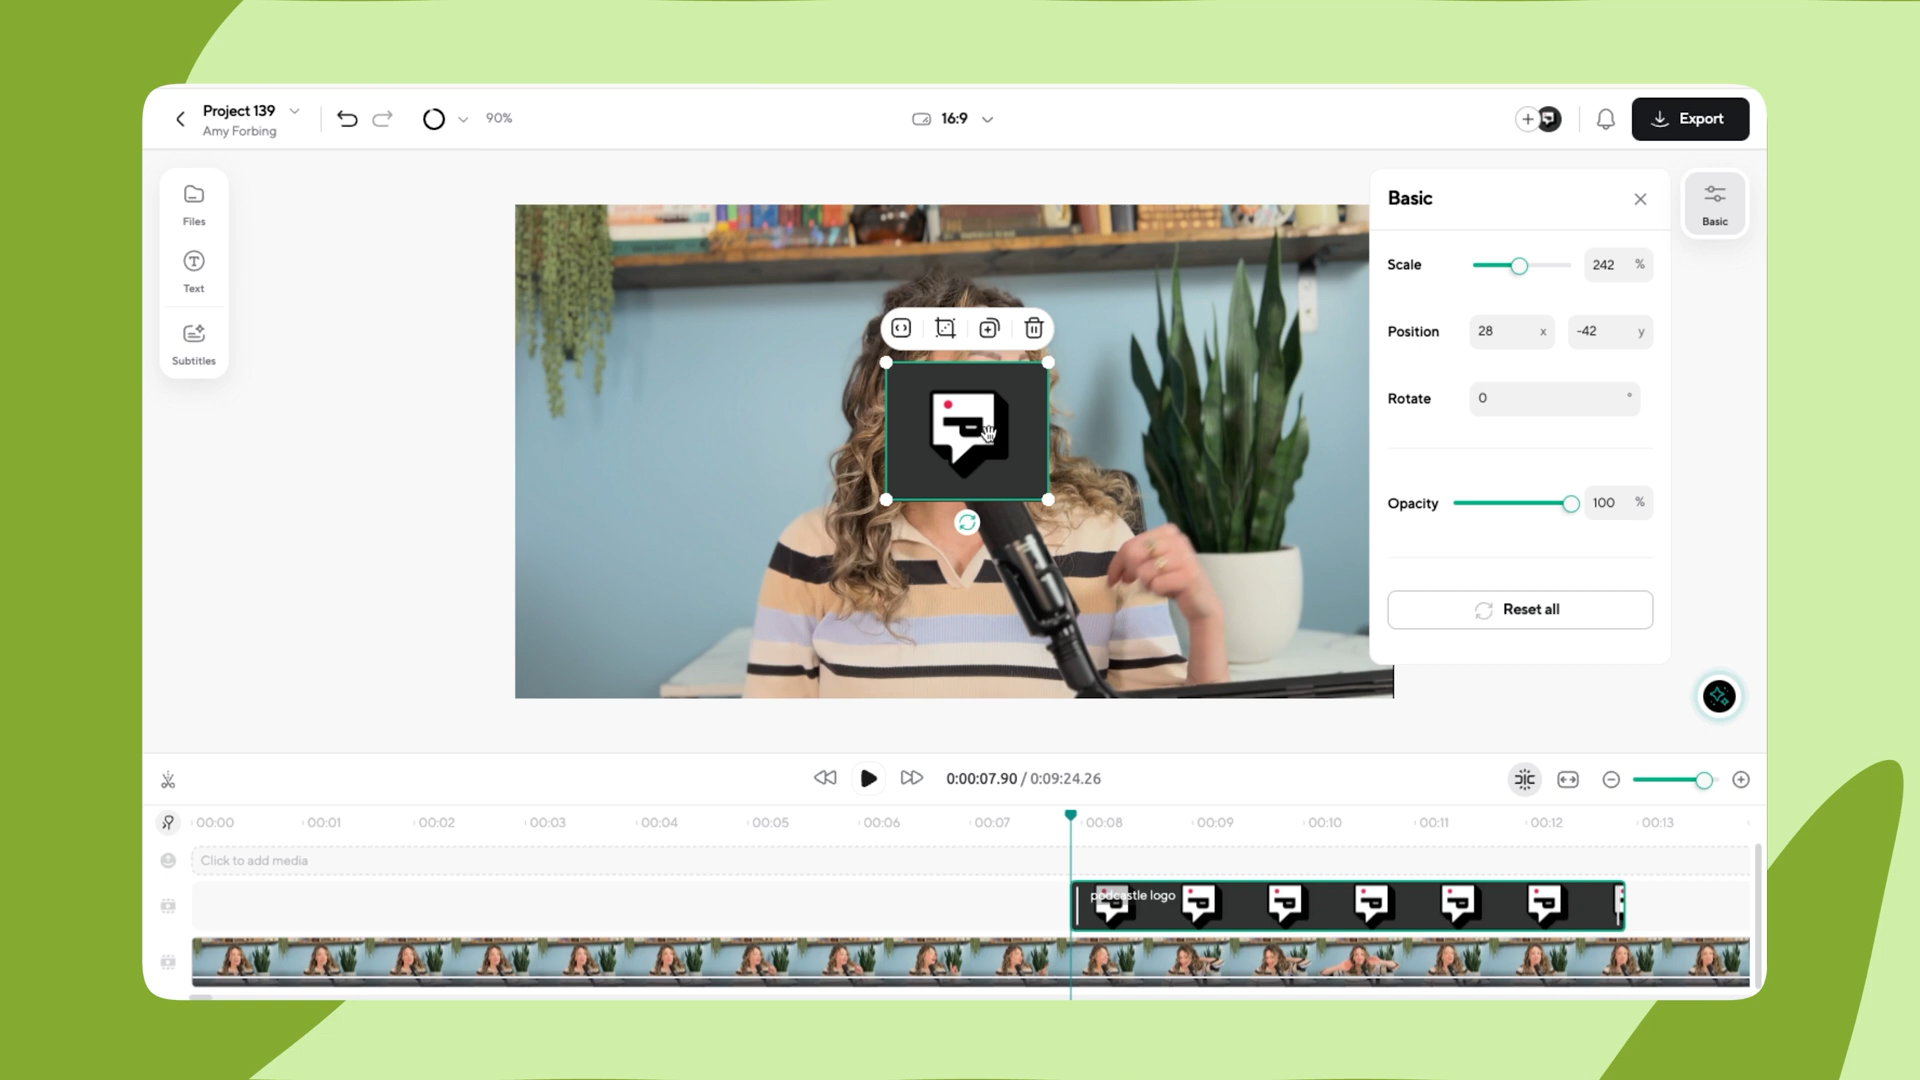 Project 139
Amy Forbing
90%
16:9
Export
Files
Text
Subtitles
Basic
Basic
Scale 242 %
Position 28 x -42 y
Rotate 0 °
Opacity 100 %
Reset all
0:00:07.90 / 0:09:24.26
00:00 00:01 00:02 00:03 00:04 00:05 00:06 00:07 00:08 00:09 00:10 00:11 00:12 00:13
Click to add media
podcastle logo